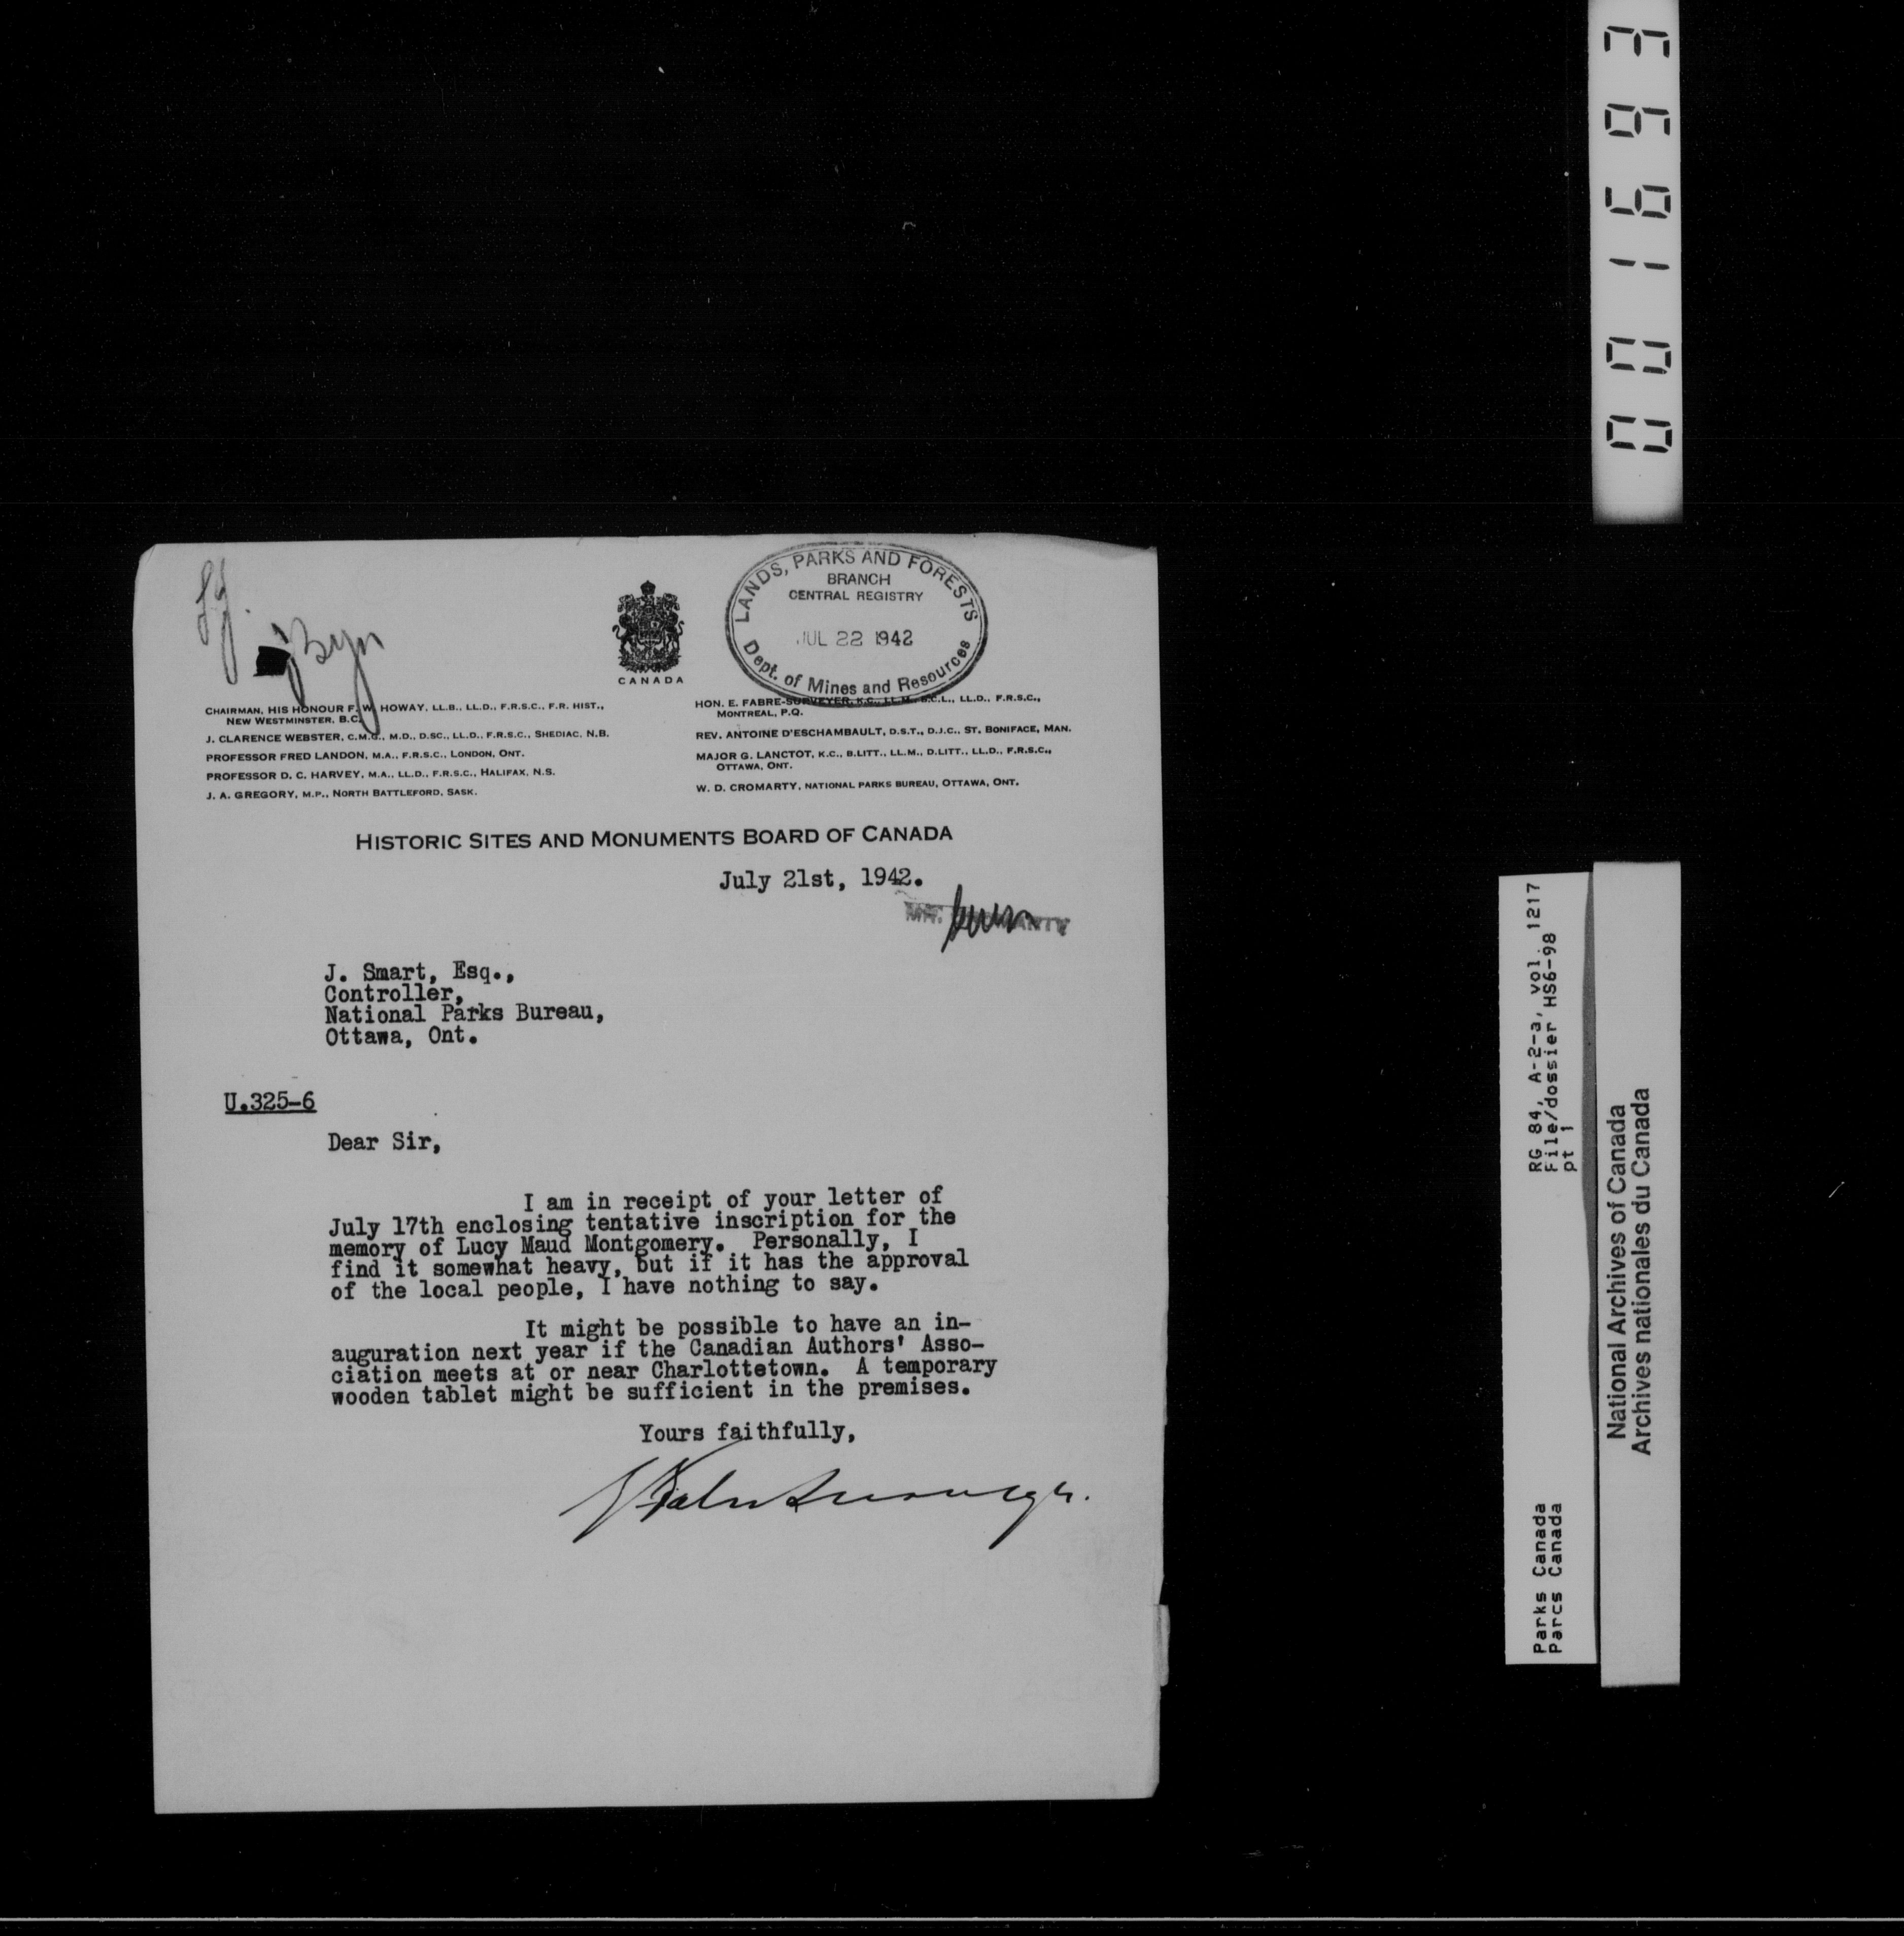 LANDS, PARKS AND FORESTS
BRANCH
CENTRAL REGISTRY
JUL 22 1942
Dept. of Mines and Resources
CANADA
CHAIRMAN, HIS HONOUR F. W. HOWAY, LL.B., LL.D., F.R.S.C., F.R. HIST.,
NEW WESTMINSTER, B.C.
J. CLARENCE WEBSTER, C.M.G., M.D., D.SC., LL.D., F.R.S.C., SHEDIAC, N.B.
PROFESSOR FRED LANDON, M.A., F.R.S.C., LONDON, ONT.
PROFESSOR D. C. HARVEY, M.A., LL.D., F.R.S.C., HALIFAX, N.S.
J. A. GREGORY, M.P., NORTH BATTLEFORD, SASK.
HON. E. FABRE-SURVEYER, K.C., LL.M., B.C.L., LL.D., F.R.S.C.,
MONTREAL, P.Q.
REV. ANTOINE D'ESCHAMBAULT, D.S.T., D.J.C., ST. BONIFACE, MAN.
MAJOR G. LANCTOT, K.C., B.LITT., LL.M., D.LITT., LL.D., F.R.S.C.,
OTTAWA, ONT.
W. D. CROMARTY, NATIONAL PARKS BUREAU, OTTAWA, ONT.
HISTORIC SITES AND MONUMENTS BOARD OF CANADA
July 21st, 1942.
J. Smart, Esq.,
Controller,
National Parks Bureau,
Ottawa, Ont.
U.325-6
Dear Sir,
I am in receipt of your letter of
July 17th enclosing tentative inscription for the
memory of Lucy Maud Montgomery. Personally, I
find it somewhat heavy, but if it has the approval
of the local people, I have nothing to say.
It might be possible to have an in-
auguration next year if the Canadian Authors' Asso-
ciation meets at or near Charlottetown. A temporary
wooden tablet might be sufficient in the premises.
Yours faithfully,
001693
RG 84, A-2-a, vol. 1217
File/dossier HS6-98
pt 1
Parks Canada
Parcs Canada
National Archives of Canada
Archives nationales du Canada